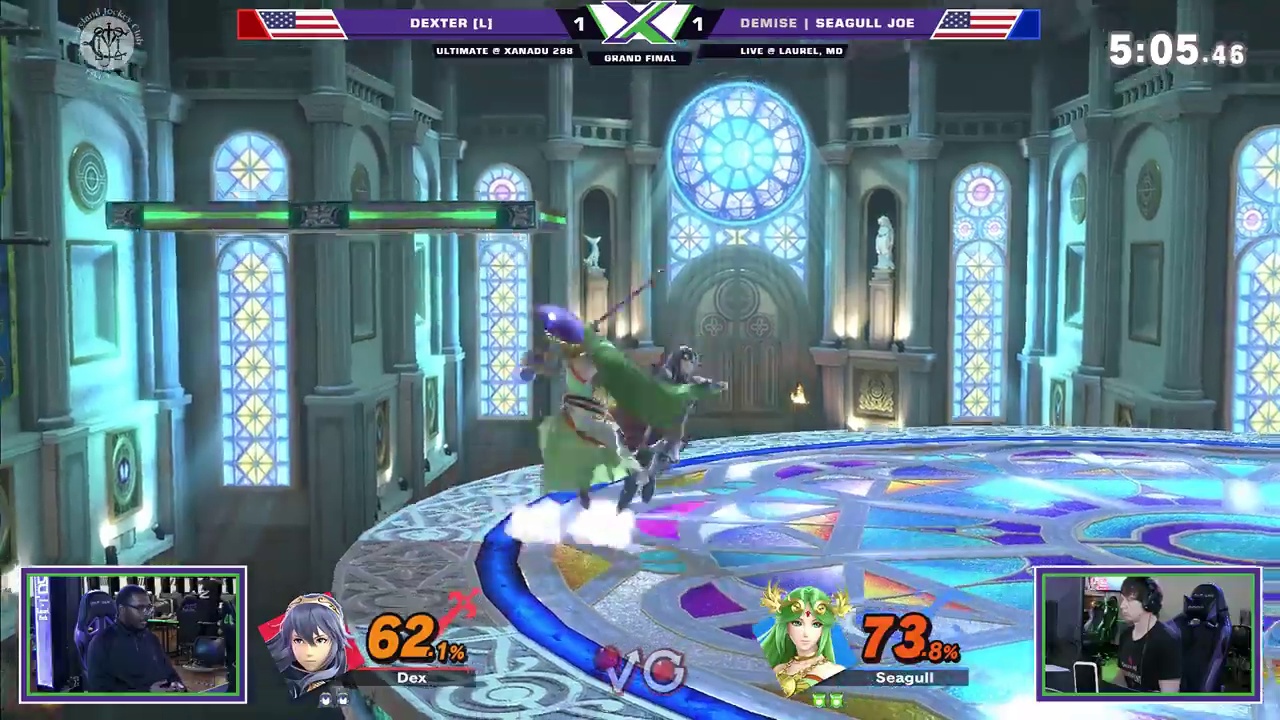 DEXTER [L] 1 1 DEMISE | SEAGULL JOE
ULTIMATE @ XANADU 288 GRAND FINAL LIVE @ LAUREL, MD
5:05.46
62.1% 73.8%
Dex Seagull